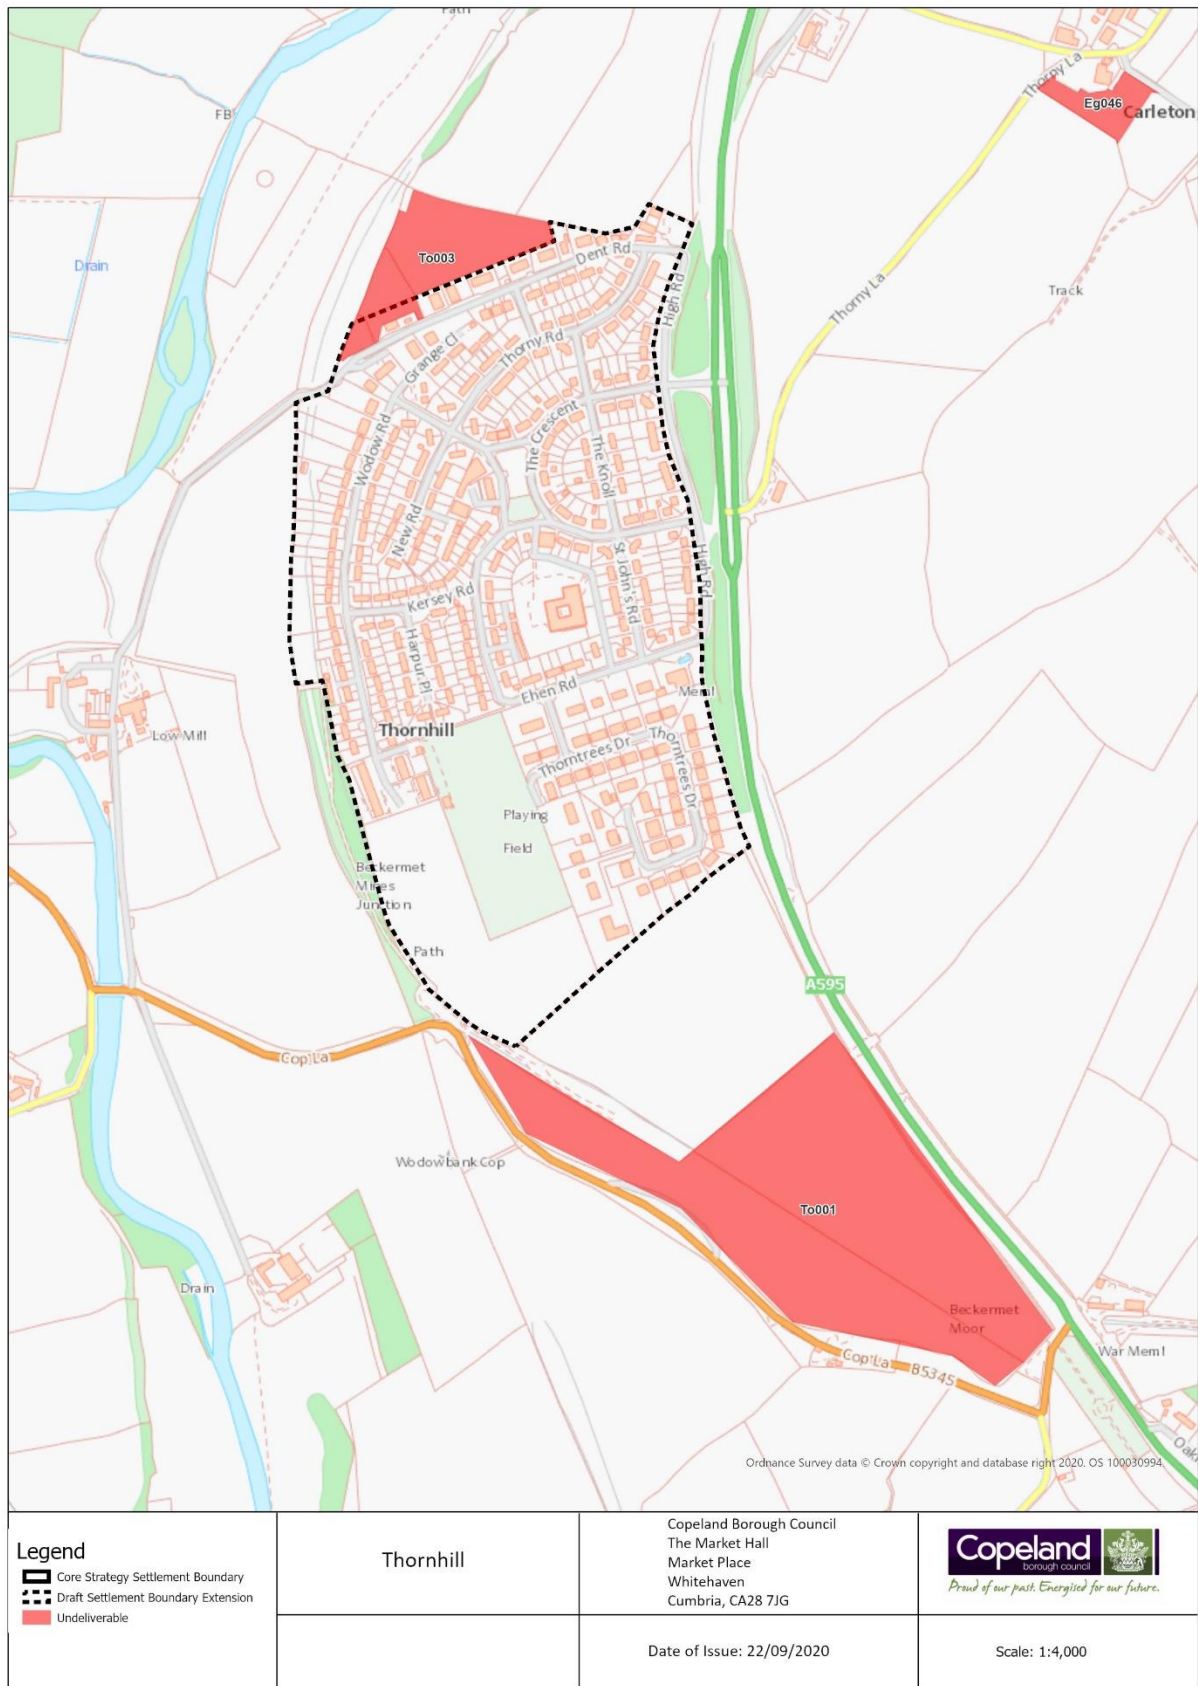 Path
FB
Thorny La
Eg046
Carleton
To003
Drain
Dent Rd
High Rd
Thorny La
Track
Grange Cl
Thorny Rd
Wodow Rd
The Crescent
The Knoll
New Rd
St John's Rd
High Rd
Kersey Rd
Harpur Pl
Ehen Rd
Meml
Low Mill
Thornhill
Thorntrees Dr
Thorntrees Dr
Playing
Field
Beckermet
Mines
Junction
Path
A595
Cop La
Wodowbank Cop
To001
Drain
Beckermet
Moor
War Meml
Cop La
B5345
Ordnance Survey data © Crown copyright and database right 2020. OS 100030994
Legend
Core Strategy Settlement Boundary
Draft Settlement Boundary Extension
Undeliverable
Thornhill
Copeland Borough Council
The Market Hall
Market Place
Whitehaven
Cumbria, CA28 7JG
Date of Issue: 22/09/2020
Copeland
borough council
Proud of our past. Energised for our future.
Scale: 1:4,000